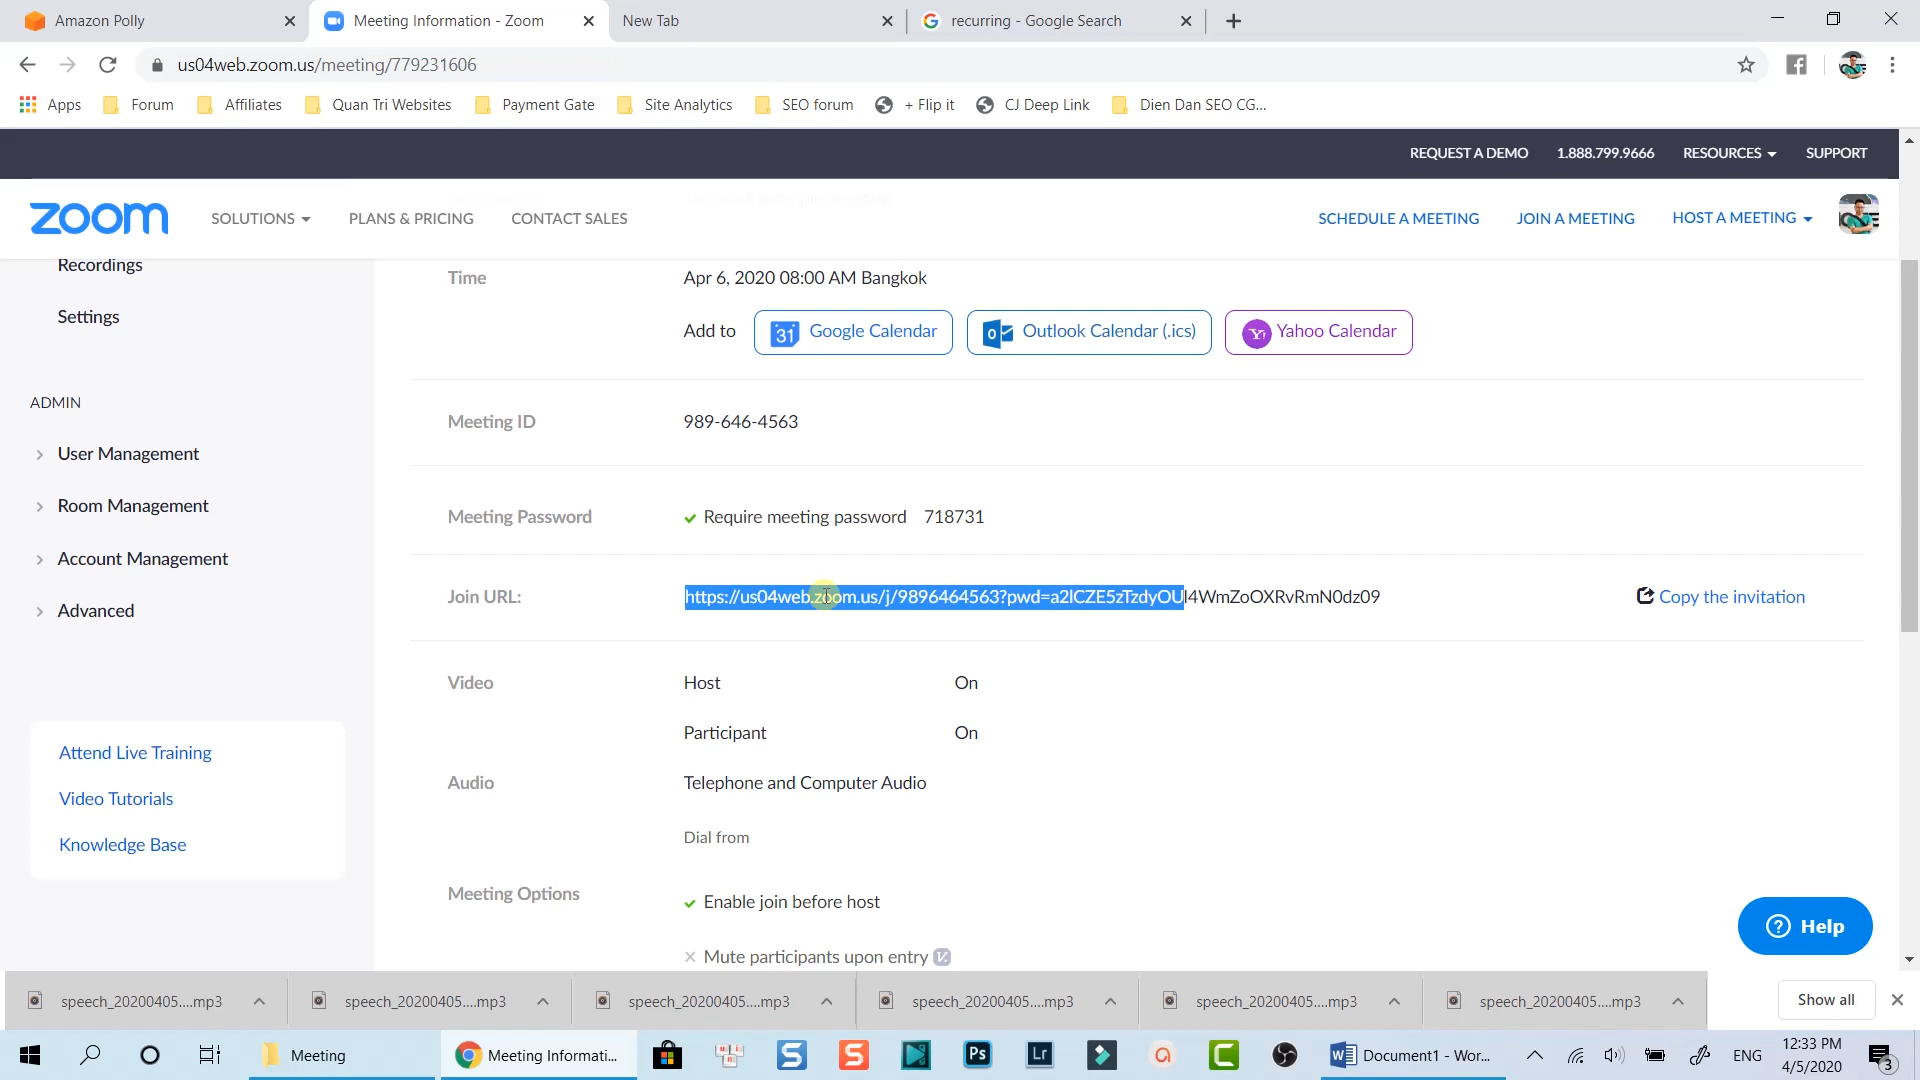 Amazon Polly
Meeting Information - Zoom
New Tab
recurring - Google Search
us04web.zoom.us/meeting/779231606
Apps
Forum
Affiliates
Quan Tri Websites
Payment Gate
Site Analytics
SEO forum
+ Flip it
CJ Deep Link
Dien Dan SEO CG...
REQUEST A DEMO
1.888.799.9666
RESOURCES
SUPPORT
zoom
SOLUTIONS
PLANS & PRICING
CONTACT SALES
SCHEDULE A MEETING
JOIN A MEETING
HOST A MEETING
Recordings
Settings
ADMIN
User Management
Room Management
Account Management
Advanced
Attend Live Training
Video Tutorials
Knowledge Base
Time
Apr 6, 2020 08:00 AM Bangkok
Add to
31
Google Calendar
Outlook Calendar (.ics)
Yahoo Calendar
Meeting ID
989-646-4563
Meeting Password
Require meeting password 718731
Join URL:
https://us04web.zoom.us/j/9896464563?pwd=a2lCZE5zTzdyOUl4WmZoOXRvRmN0dz09
Copy the invitation
Video
Host
On
Participant
On
Audio
Telephone and Computer Audio
Dial from
Meeting Options
Enable join before host
Mute participants upon entry
Help
speech_20200405....mp3
speech_20200405....mp3
speech_20200405....mp3
speech_20200405....mp3
speech_20200405....mp3
speech_20200405....mp3
Show all
Meeting
Meeting Informati...
Ps
Lr
Document1 - Wor...
ENG
12:33 PM
4/5/2020
3